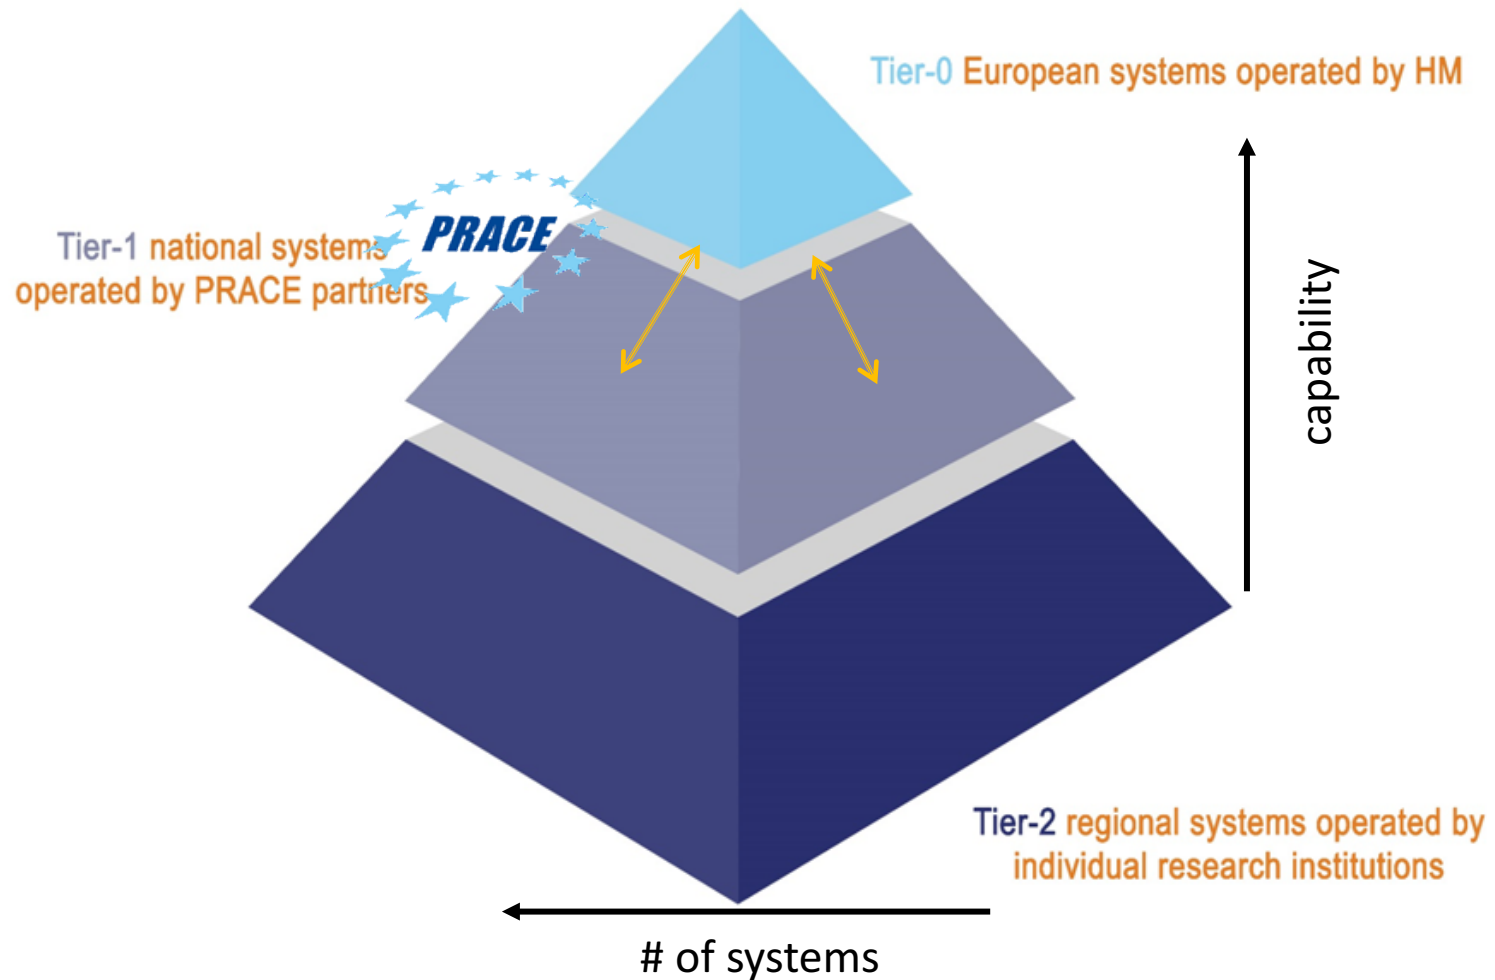 Tier-0 European systems operated by HM
PRACE
Tier-1 national systems
operated by PRACE partners
capability
Tier-2 regional systems operated by
individual research institutions
# of systems